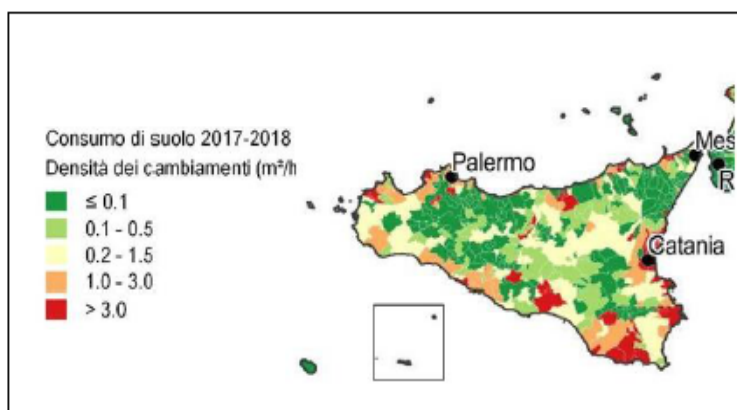 Consumo di suolo 2017-2018
Densità dei cambiamenti (m²/h
≤ 0.1
0.1 - 0.5
0.2 - 1.5
1.0 - 3.0
> 3.0
Palermo
Mes
R
Catania